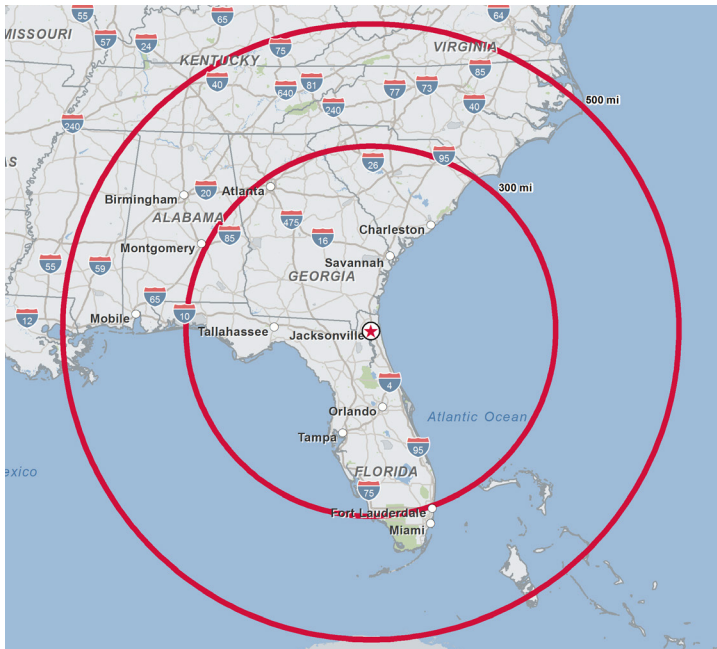 55
65
64
MISSOURI
57
24
75
VIRGINIA
KENTUCKY
85
40
640
81
77
73
500 mi
240
40
240
95
26
AS
20
Atlanta
300 mi
Birmingham
ALABAMA
475
Charleston
85
16
Montgomery
Savannah
55
59
GEORGIA
65
12
Mobile
10
Tallahassee
Jacksonville
4
Orlando
Atlantic Ocean
Tampa
95
exico
FLORIDA
75
Fort Lauderdale
Miami